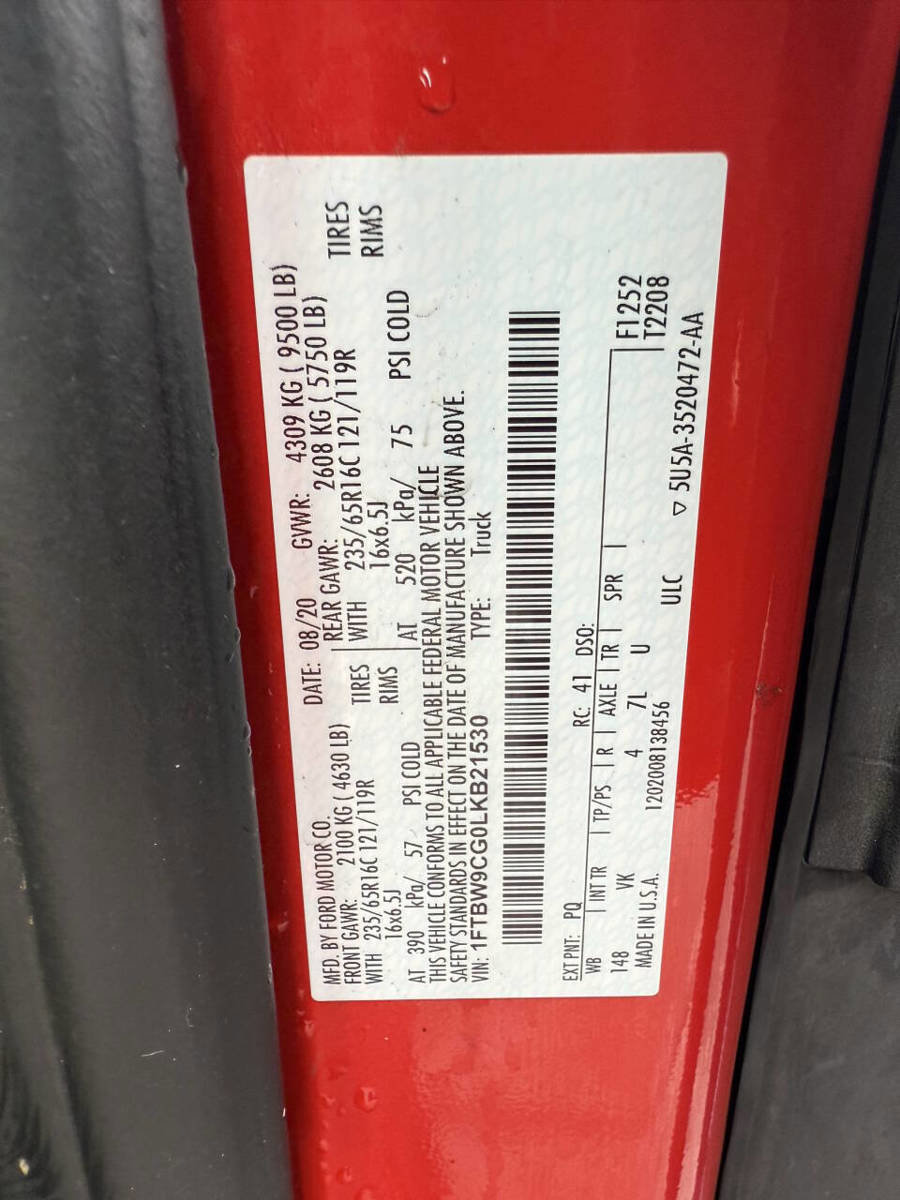 MFD. BY FORD MOTOR CO. DATE: 08/20 GVWR: 4309 KG ( 9500 LB)
FRONT GAWR: 2100 KG ( 4630 LB) REAR GAWR: 2608 KG ( 5750 LB)
WITH 235/65R16C 121/119R TIRES WITH 235/65R16C 121/119R TIRES
16x6.5J RIMS 16x6.5J RIMS
AT 390 kPa/ 57 PSI COLD AT 520 kPa/ 75 PSI COLD
THIS VEHICLE CONFORMS TO ALL APPLICABLE FEDERAL MOTOR VEHICLE
SAFETY STANDARDS IN EFFECT ON THE DATE OF MANUFACTURE SHOWN ABOVE.
VIN: 1FTBW9CG0LKB21530 TYPE: Truck
EXT PNT: PQ RC: 41 DSO:
WB INT TR TP/PS R AXLE TR SPR F1252
148 VK 4 7L U T2208
MADE IN U.S.A. 1202008138456 ULC ▽ 5U5A-3520472-AA